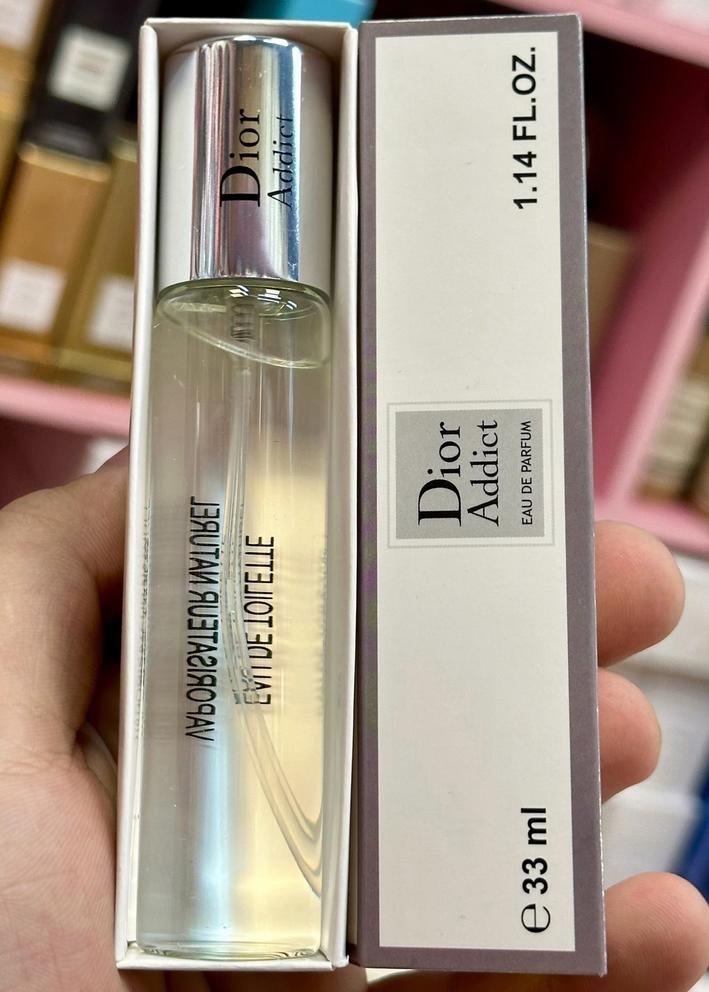 Dior
Addict
VAPORISATEUR NATUREL
EAU DE TOILETTE
1.14 FL.OZ.
Dior
Addict
EAU DE PARFUM
e 33 ml